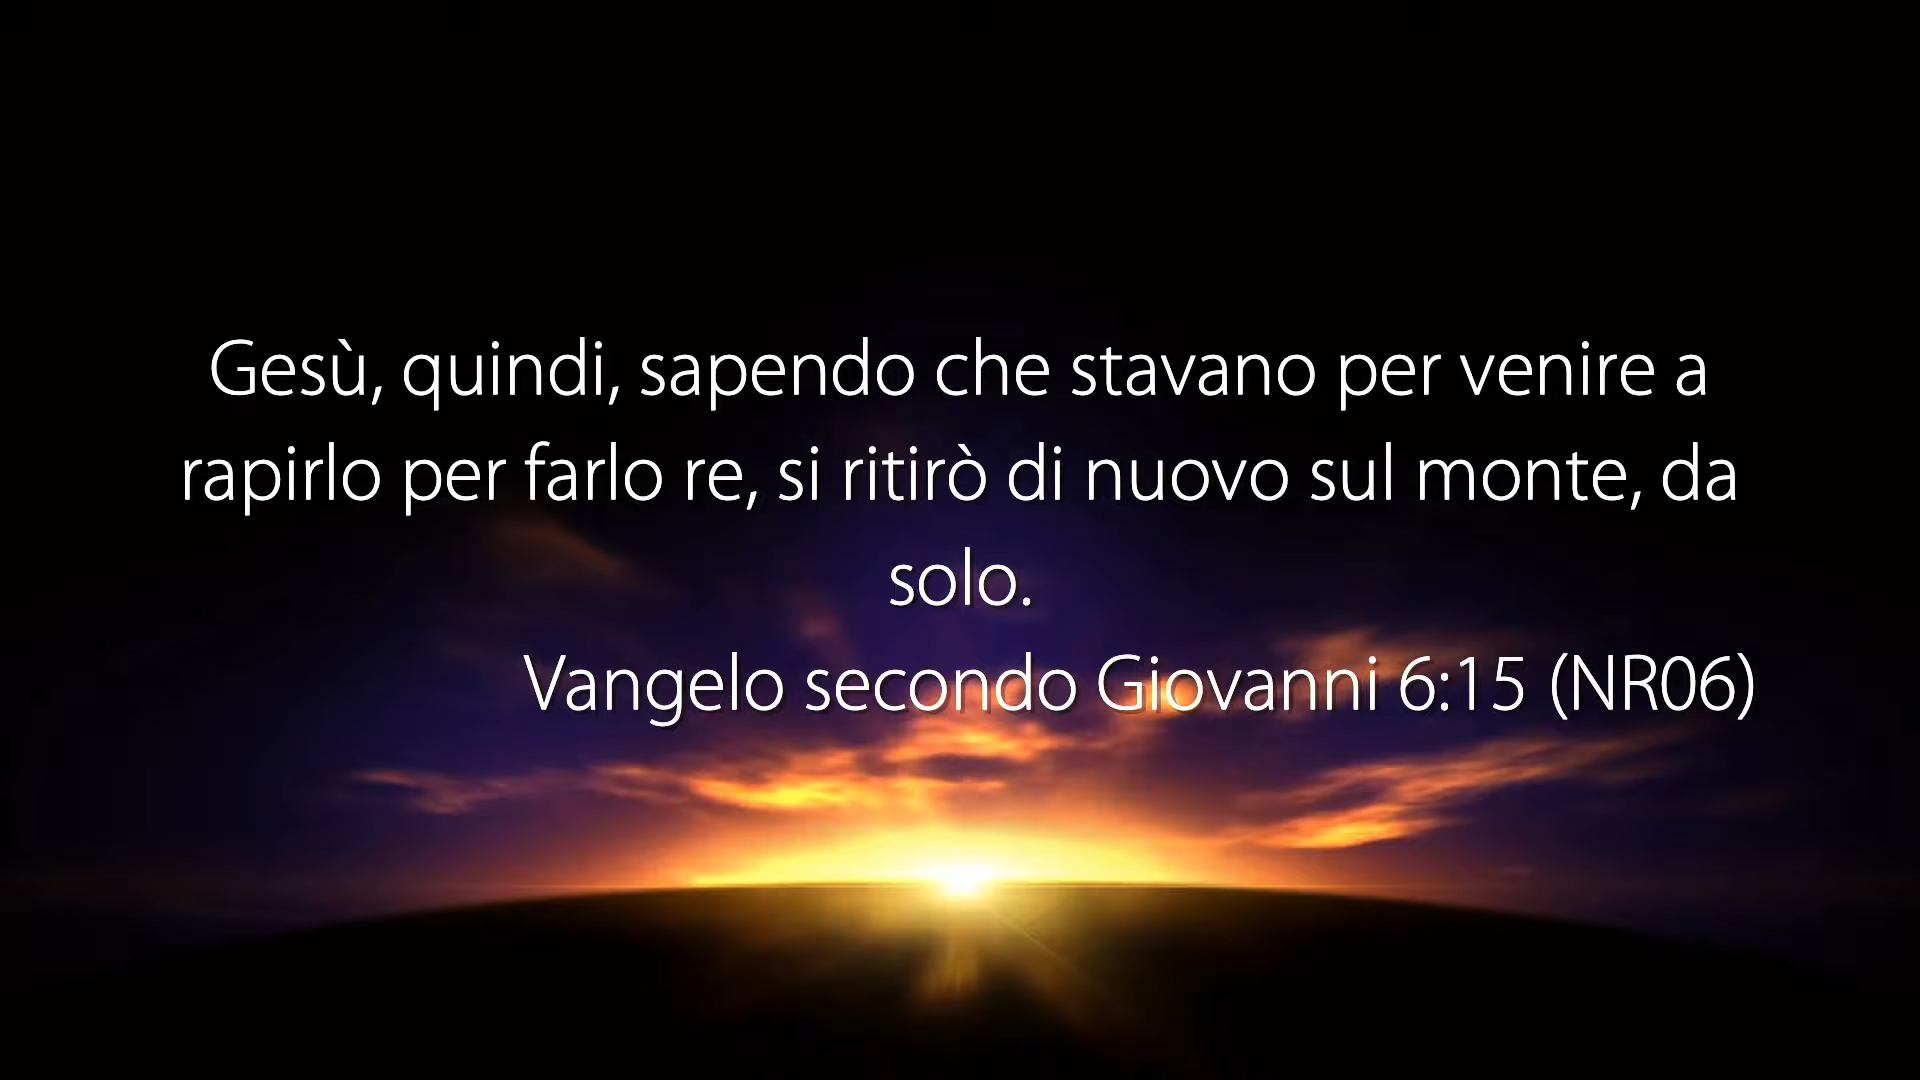 Gesù, quindi, sapendo che stavano per venire a
rapirlo per farlo re, si ritirò di nuovo sul monte, da
solo.
Vangelo secondo Giovanni 6:15 (NR06)